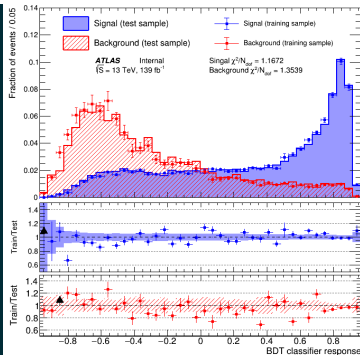 Fraction of events / 0.05
0.14
0.12
0.1
0.08
0.06
0.04
0.02
0
Signal (test sample)
Background (test sample)
Signal (training sample)
Background (training sample)
ATLAS Internal
√S = 13 TeV, 139 fb⁻¹
Singal χ²/N_dof = 1.1672
Background χ²/N_dof = 1.3539
Train/Test
1.4
1.2
1
0.8
0.6
Train/Test
1.4
1.2
1
0.8
0.6
−0.8 −0.6 −0.4 −0.2 0 0.2 0.4 0.6 0.8
BDT classifier response